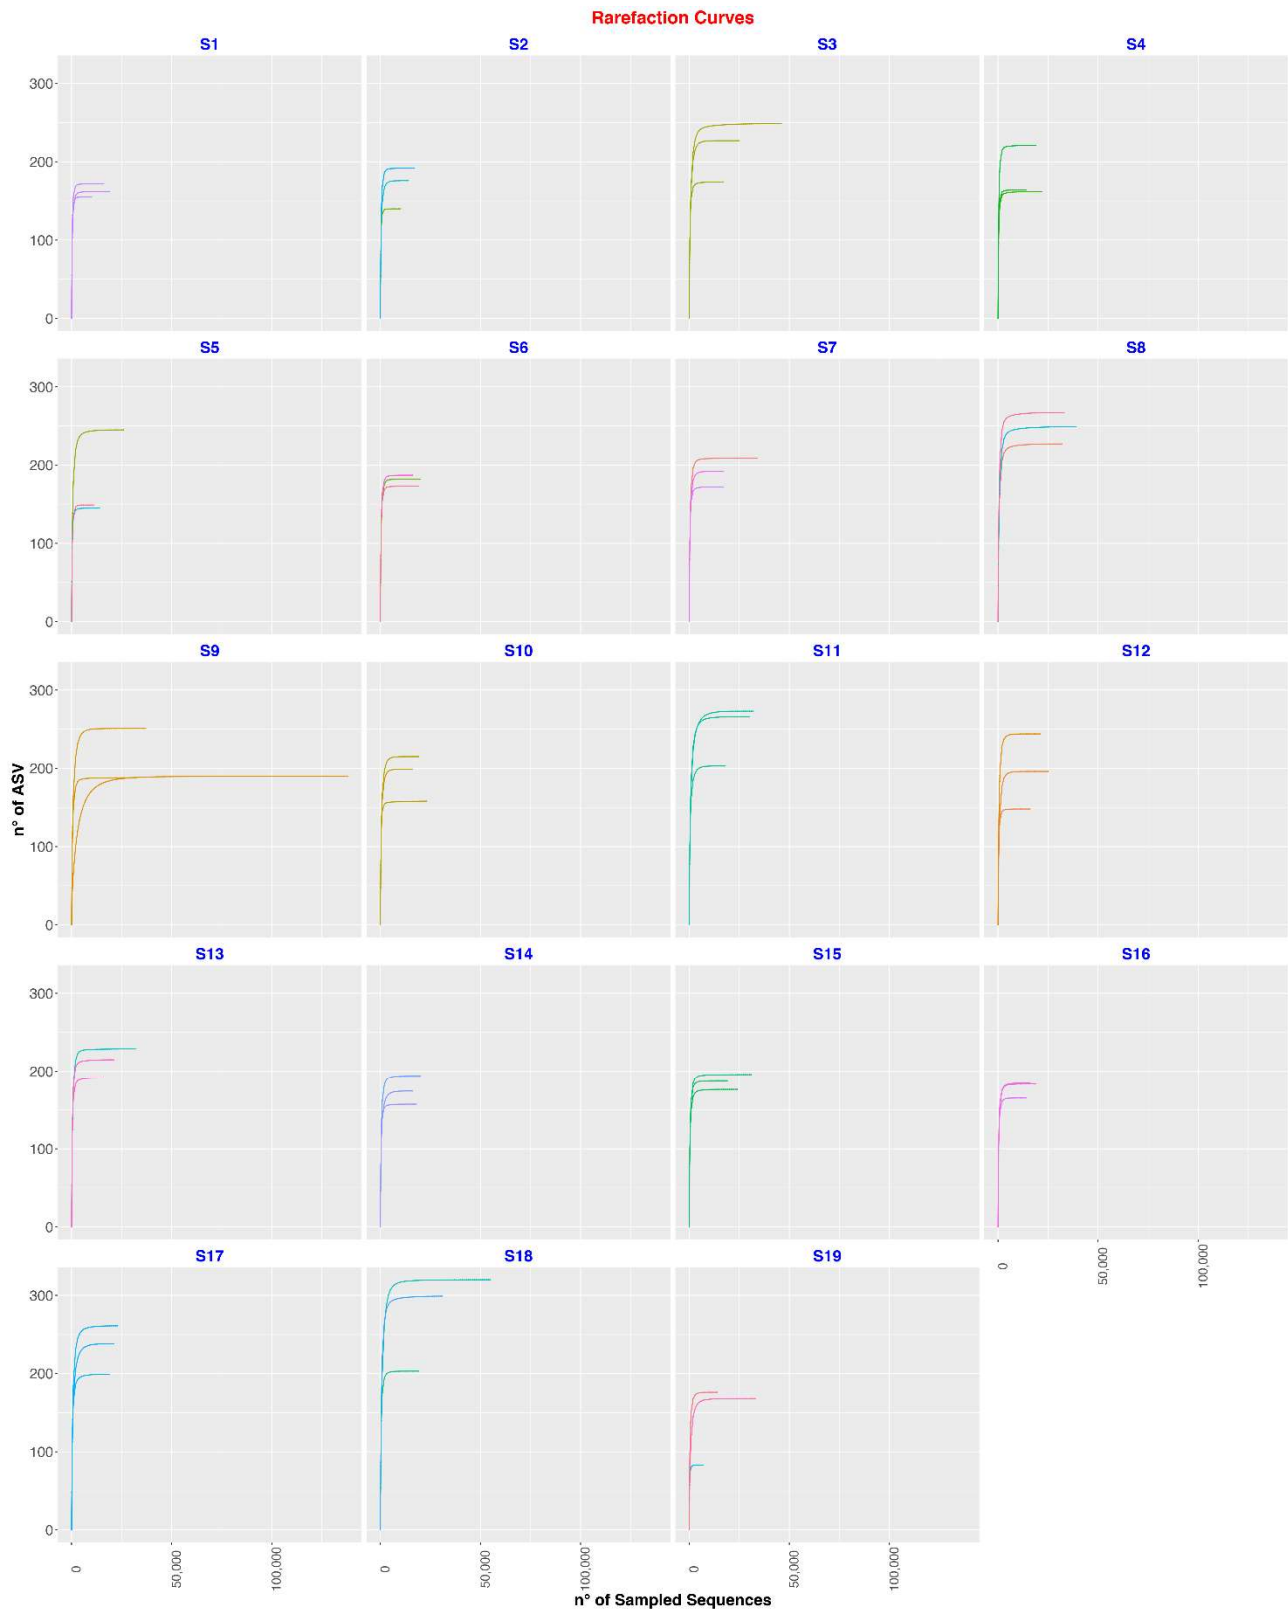 Rarefaction Curves
S1 S2 S3 S4
300
200
100
0
S5 S6 S7 S8
300
200
100
0
S9 S10 S11 S12
300
200
100
0
n° of ASV
S13 S14 S15 S16
300
200
100
0
0 50,000 100,000
S17 S18 S19
300
200
100
0
0 50,000 100,000 0 50,000 100,000 0 50,000 100,000
n° of Sampled Sequences